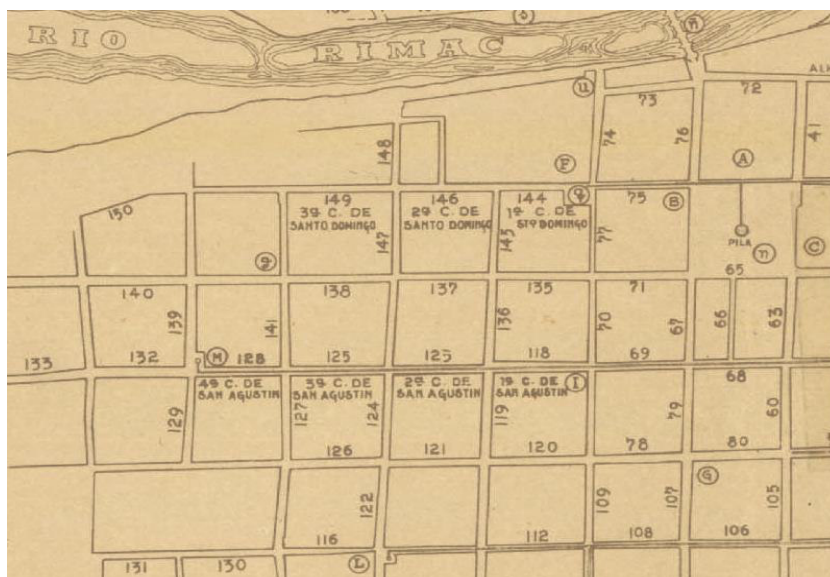 RIO
RIMAC
ñ
u
73
72
ALM
148
74
76
41
F
A
150
149
3ª C. DE
SANTO DOMINGO
147
146
2ª C. DE
SANTO DOMINGO
144
1ª C. DE
STO DOMINGO
145
q
75
B
77
PILA
n
C
g
65
140
139
141
138
137
135
136
71
70
67
66
63
133
132
M
128
125
125
118
69
4ª C. DE
SAN AGUSTIN
3ª C. DE
SAN AGUSTIN
2ª C. DE
SAN AGUSTIN
1ª C. DE
SAN AGUSTIN
I
68
129
127
124
119
79
60
126
121
120
78
80
G
122
109
107
105
116
112
108
106
131
130
L